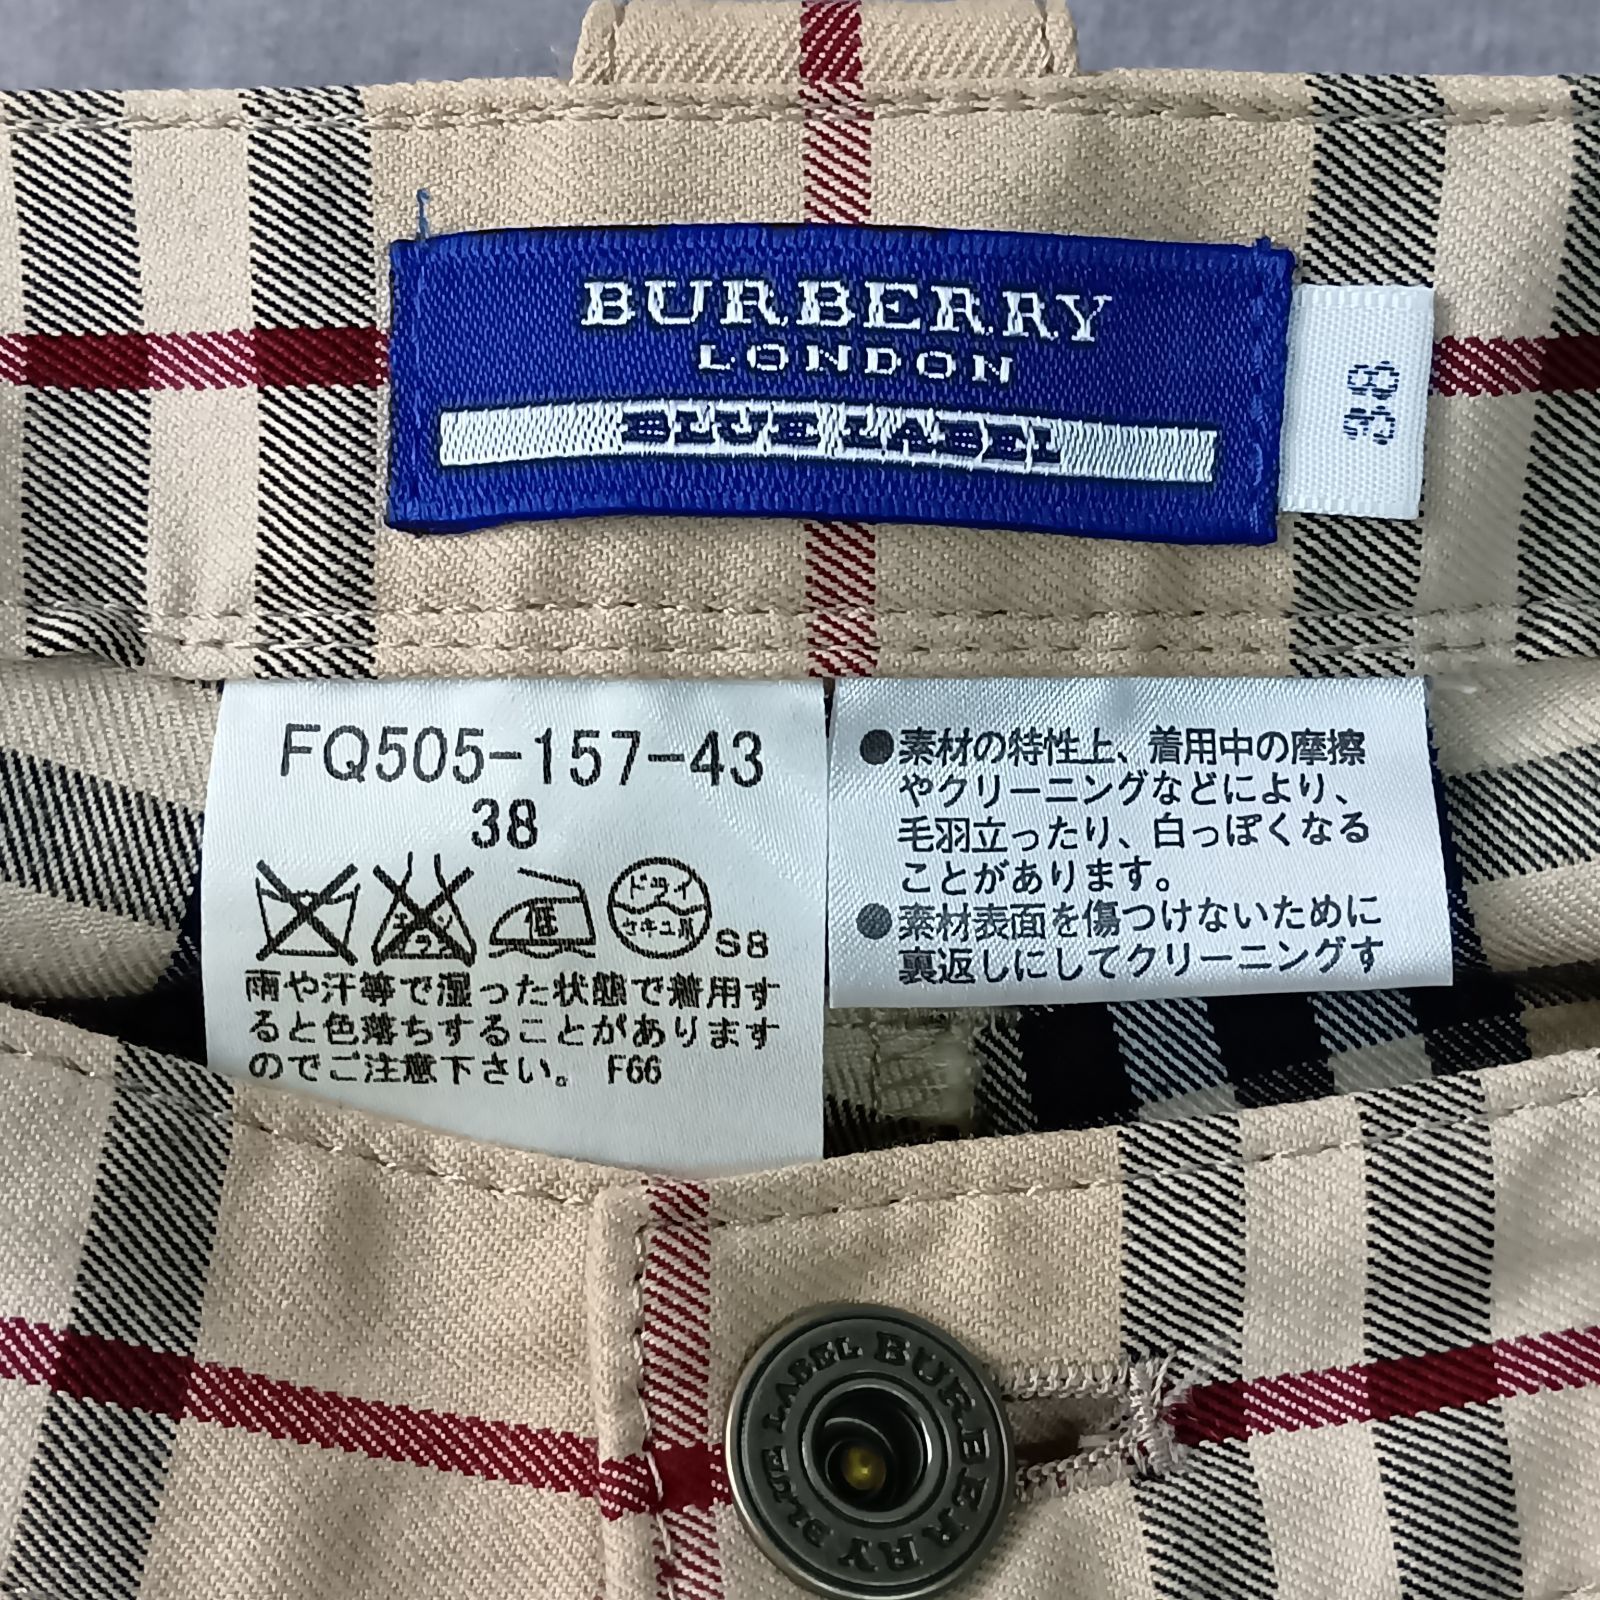 BURBERRY
LONDON
BLUE LABEL
38
FQ505-157-43
38
低
ドライ
セキユ系
S8
雨や汗等で湿った状態で着用す
ると色落ちすることがあります
のでご注意下さい。 F66
●素材の特性上、着用中の摩擦
やクリーニングなどにより、
毛羽立ったり、白っぽくなる
ことがあります。
●素材表面を傷つけないために
裏返しにしてクリーニングす
BURBERRY BLUE LABEL